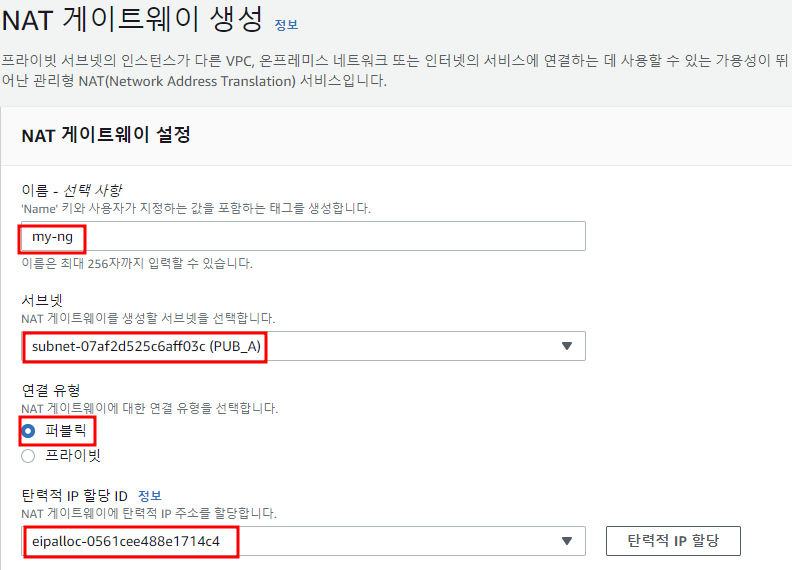 NAT 게이트웨이 생성 정보
프라이빗 서브넷의 인스턴스가 다른 VPC, 온프레미스 네트워크 또는 인터넷의 서비스에 연결하는 데 사용할 수 있는 가용성이 뛰
어난 관리형 NAT(Network Address Translation) 서비스입니다.
NAT 게이트웨이 설정
이름 - 선택 사항
'Name' 키와 사용자가 지정하는 값을 포함하는 태그를 생성합니다.
my-ng
이름은 최대 256자까지 입력할 수 있습니다.
서브넷
NAT 게이트웨이를 생성할 서브넷을 선택합니다.
subnet-07af2d525c6aff03c (PUB_A)
연결 유형
NAT 게이트웨이에 대한 연결 유형을 선택합니다.
퍼블릭
프라이빗
탄력적 IP 할당 ID 정보
NAT 게이트웨이에 탄력적 IP 주소를 할당합니다.
eipalloc-0561cee488e1714c4 탄력적 IP 할당